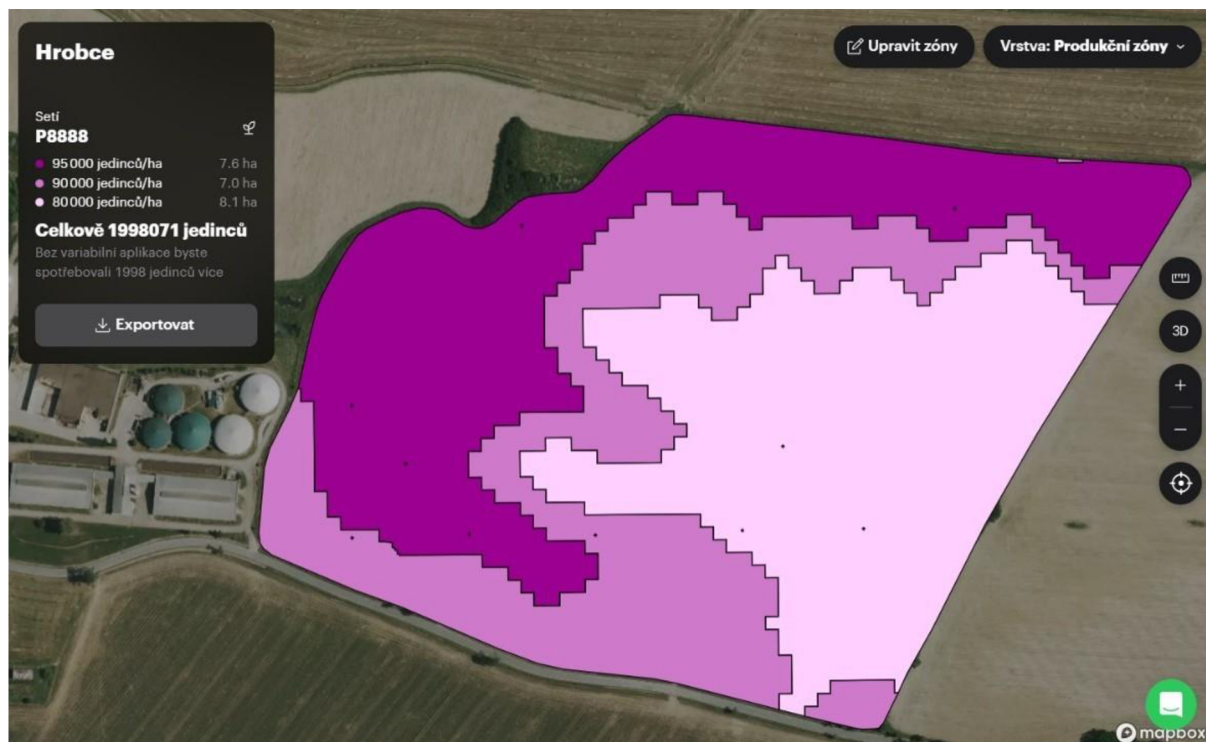 Hrobce
Upravit zóny
Vrstva: Produkční zóny
Setí
P8888
95 000 jedinců/ha 7.6 ha
90 000 jedinců/ha 7.0 ha
80 000 jedinců/ha 8.1 ha
Celkově 1998071 jedinců
Bez variabilní aplikace byste
spotřebovali 1998 jedinců více
Exportovat
3D
+
−
mapbox